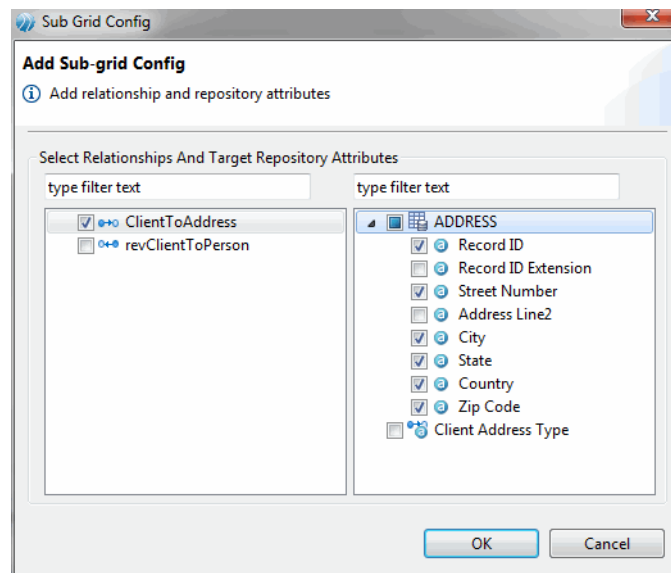 Sub Grid Config
Add Sub-grid Config
Add relationship and repository attributes
Select Relationships And Target Repository Attributes
type filter text
type filter text
ClientToAddress
revClientToPerson
ADDRESS
Record ID
Record ID Extension
Street Number
Address Line2
City
State
Country
Zip Code
Client Address Type
OK
Cancel